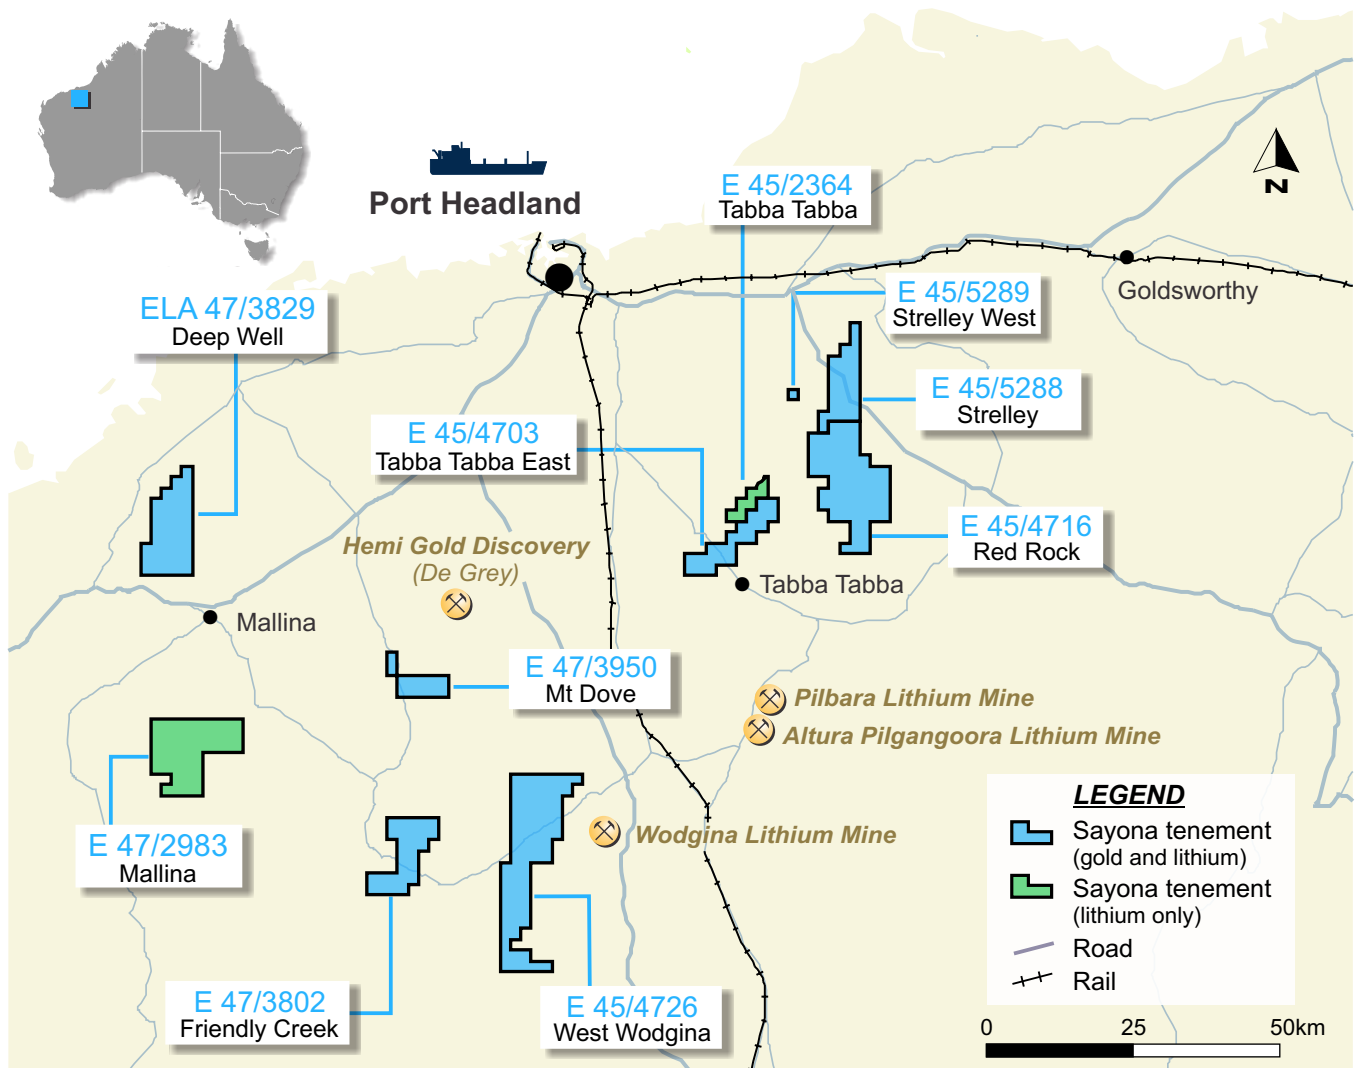 Port Headland
E 45/2364
Tabba Tabba
N
ELA 47/3829
Deep Well
E 45/5289
Strelley West
Goldsworthy
E 45/5288
Strelley
E 45/4703
Tabba Tabba East
E 45/4716
Red Rock
Hemi Gold Discovery
(De Grey)
Tabba Tabba
Mallina
E 47/3950
Mt Dove
Pilbara Lithium Mine
Altura Pilgangoora Lithium Mine
E 47/2983
Mallina
Wodgina Lithium Mine
LEGEND
Sayona tenement
(gold and lithium)
Sayona tenement
(lithium only)
Road
Rail
E 47/3802
Friendly Creek
E 45/4726
West Wodgina
0 25 50km